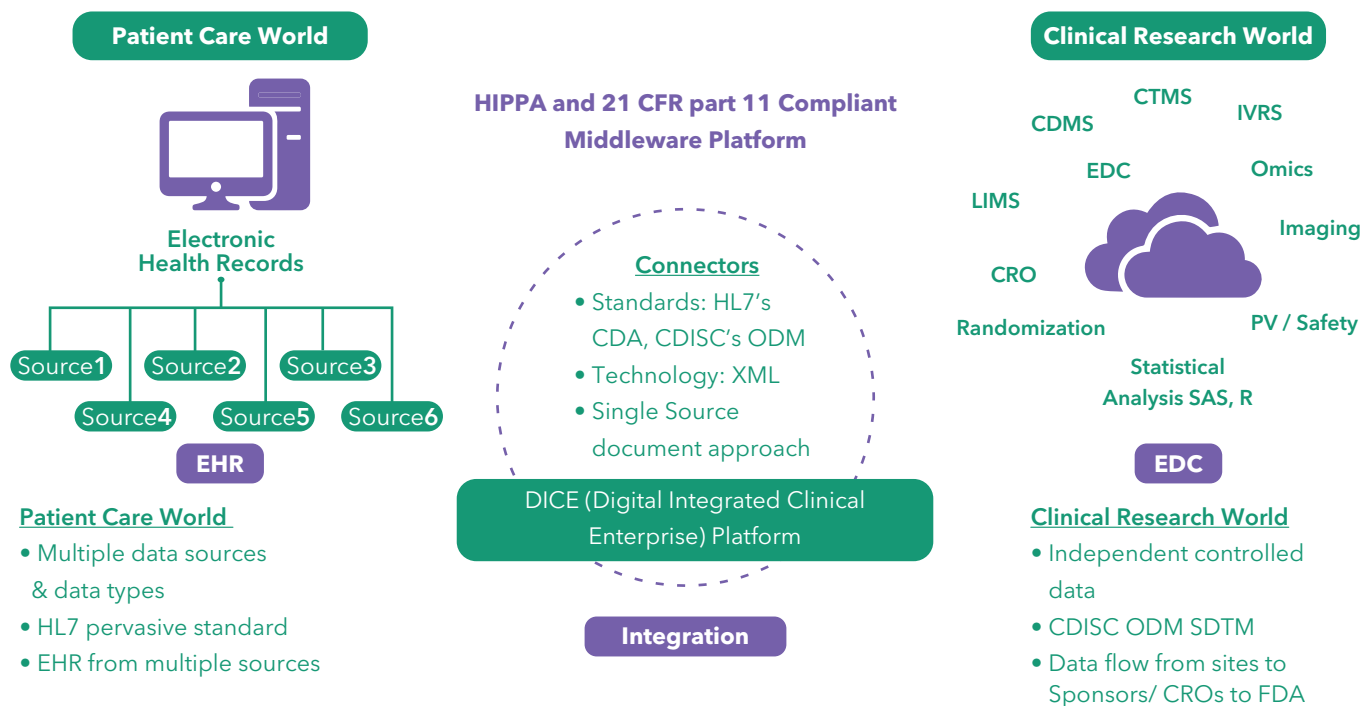 Patient Care World
Electronic
Health Records
Source1
Source2
Source3
Source4
Source5
Source6
EHR
Patient Care World
• Multiple data sources
& data types
• HL7 pervasive standard
• EHR from multiple sources
HIPPA and 21 CFR part 11 Compliant
Middleware Platform
Connectors
• Standards: HL7's
CDA, CDISC's ODM
• Technology: XML
• Single Source
document approach
DICE (Digital Integrated Clinical
Enterprise) Platform
Integration
Clinical Research World
CTMS
IVRS
CDMS
EDC
Omics
LIMS
Imaging
CRO
Randomization
PV / Safety
Statistical
Analysis SAS, R
EDC
Clinical Research World
• Independent controlled
data
• CDISC ODM SDTM
• Data flow from sites to
Sponsors/ CROs to FDA